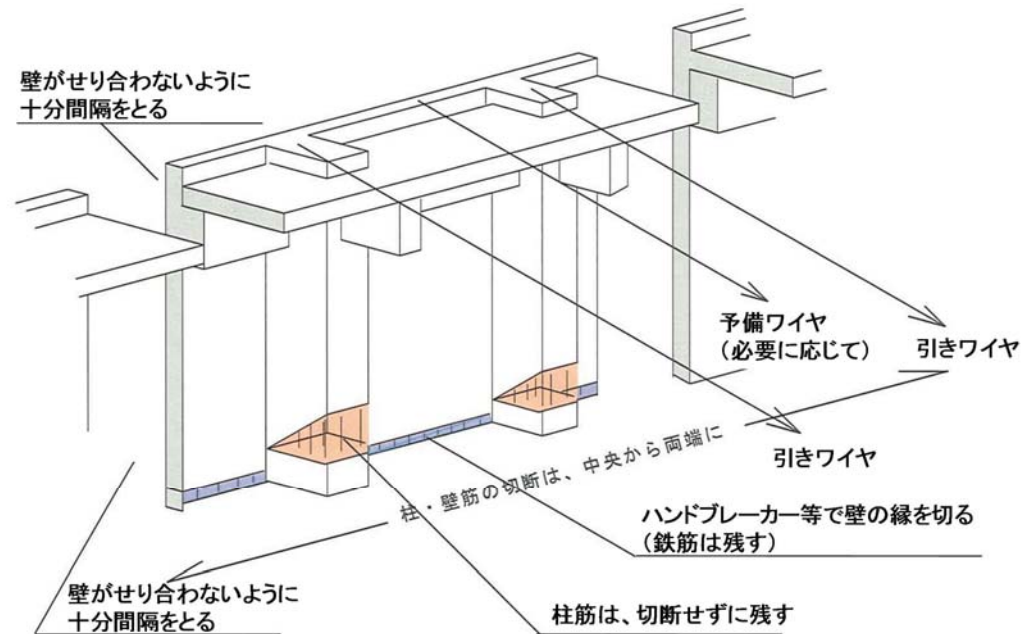 壁がせり合わないように
十分間隔をとる
予備ワイヤ
（必要に応じて）
引きワイヤ
引きワイヤ
柱・壁筋の切断は、中央から両端に
ハンドブレーカー等で壁の縁を切る
（鉄筋は残す）
壁がせり合わないように
十分間隔をとる
柱筋は、切断せずに残す